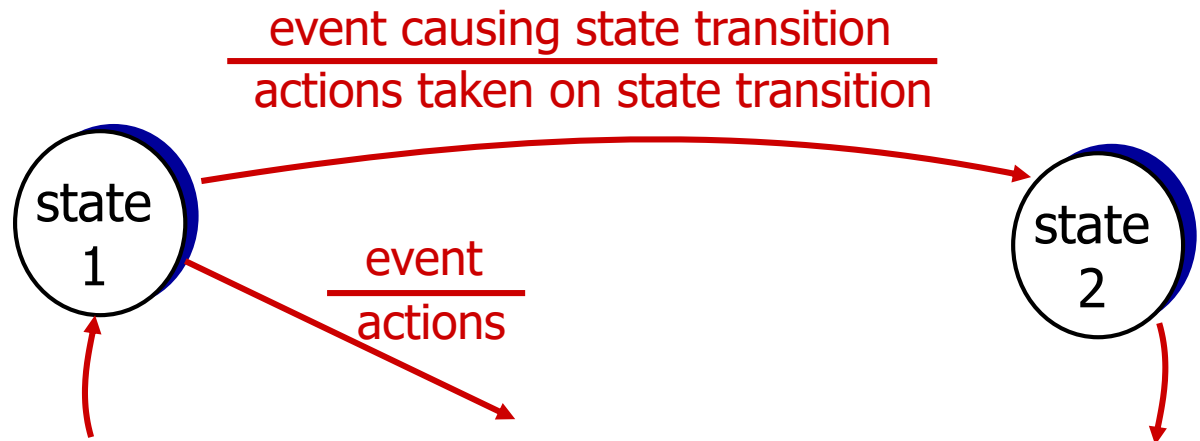 event causing state transition
actions taken on state transition
state
1
event
actions
state
2